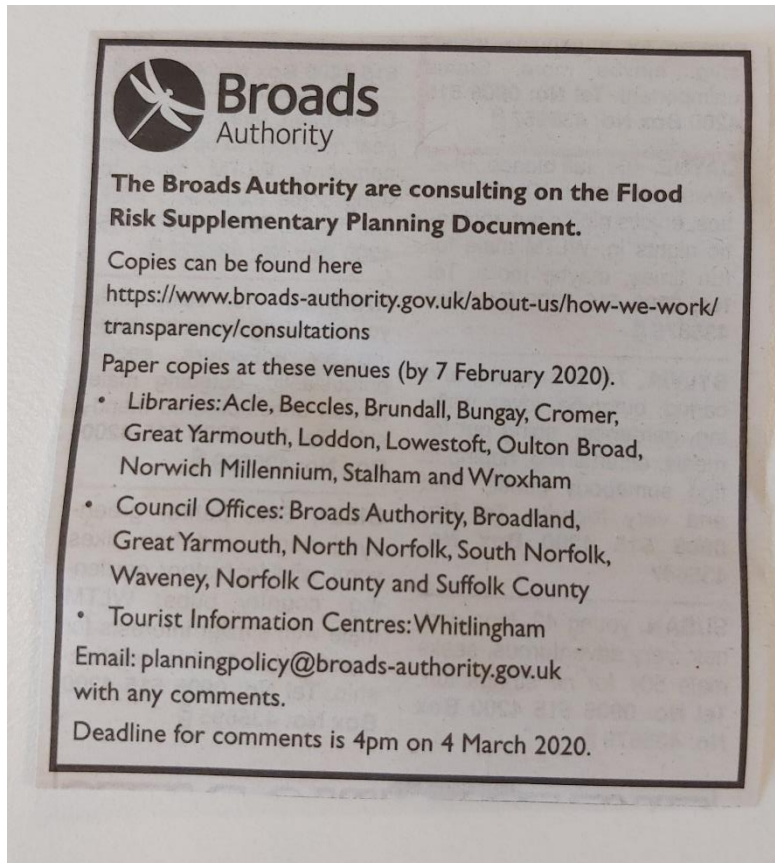 Broads
Authority
The Broads Authority are consulting on the Flood
Risk Supplementary Planning Document.
Copies can be found here
https://www.broads-authority.gov.uk/about-us/how-we-work/
transparency/consultations
Paper copies at these venues (by 7 February 2020).
• Libraries: Acle, Beccles, Brundall, Bungay, Cromer,
Great Yarmouth, Loddon, Lowestoft, Oulton Broad,
Norwich Millennium, Stalham and Wroxham
• Council Offices: Broads Authority, Broadland,
Great Yarmouth, North Norfolk, South Norfolk,
Waveney, Norfolk County and Suffolk County
• Tourist Information Centres: Whitlingham
Email: planningpolicy@broads-authority.gov.uk
with any comments.
Deadline for comments is 4pm on 4 March 2020.